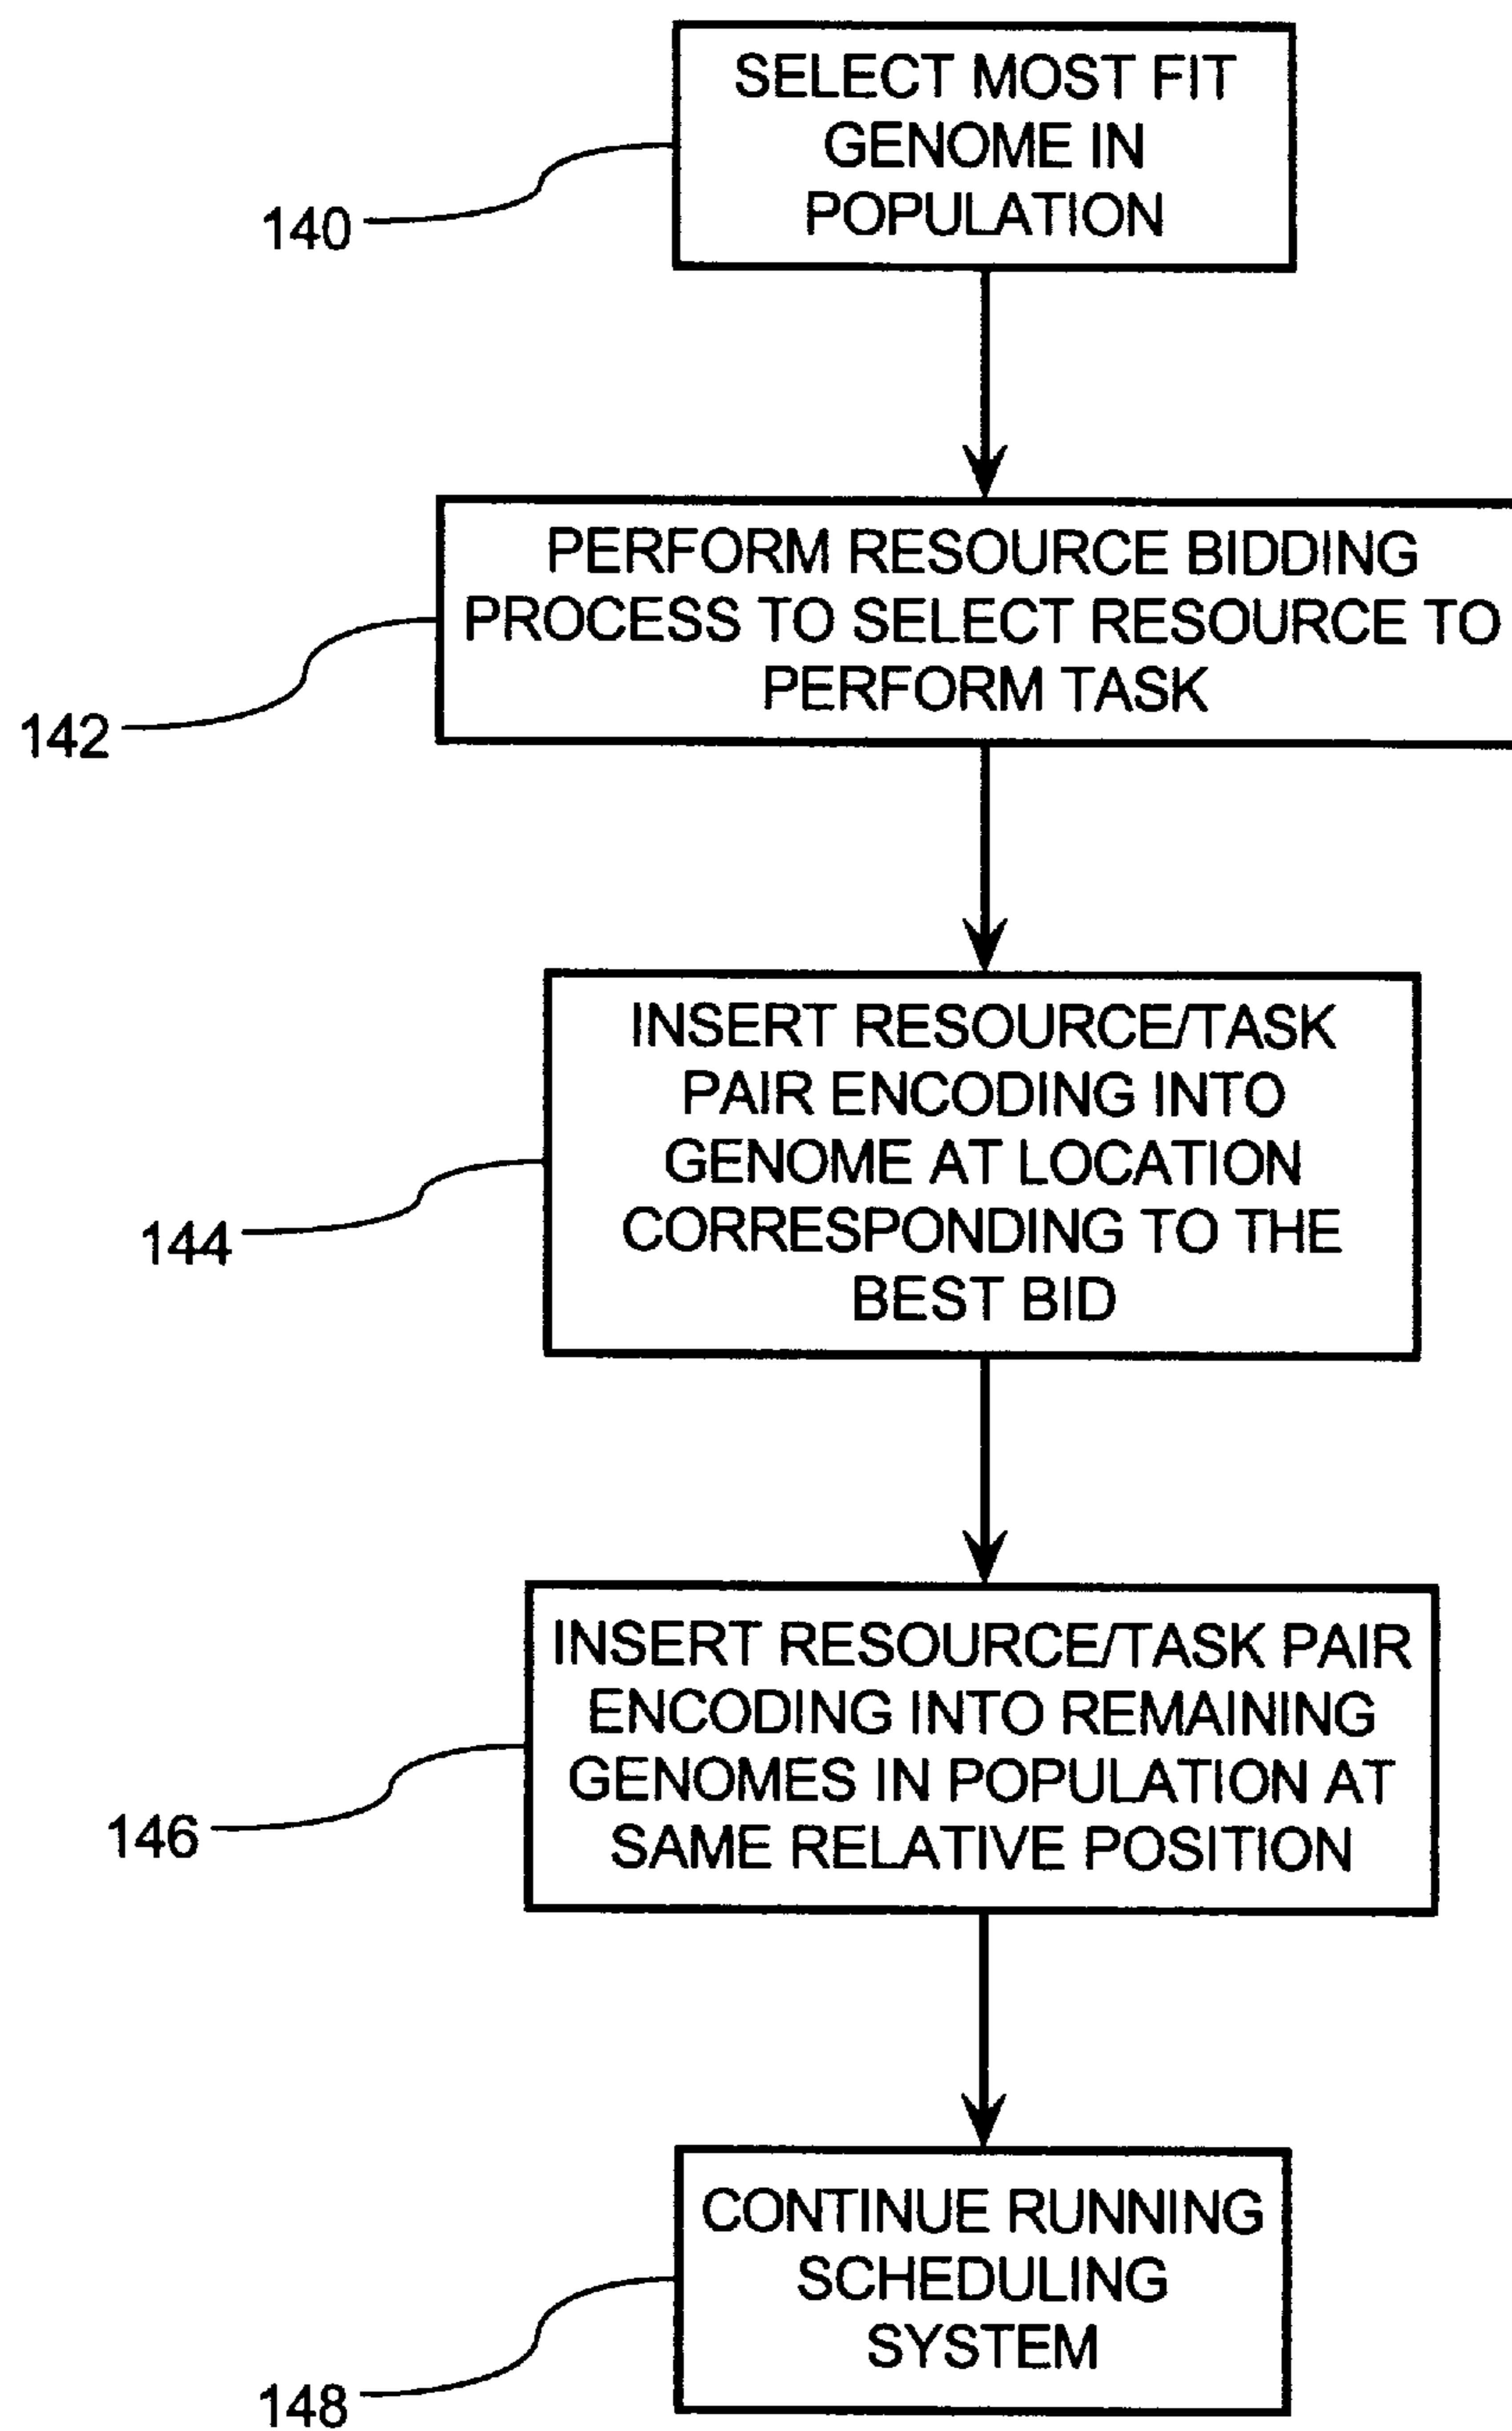 SELECT MOST FIT
GENOME IN
POPULATION
140
PERFORM RESOURCE BIDDING
PROCESS TO SELECT RESOURCE TO
PERFORM TASK
142
INSERT RESOURCE/TASK
PAIR ENCODING INTO
GENOME AT LOCATION
CORRESPONDING TO THE
BEST BID
144
INSERT RESOURCE/TASK PAIR
ENCODING INTO REMAINING
GENOMES IN POPULATION AT
SAME RELATIVE POSITION
146
CONTINUE RUNNING
SCHEDULING
SYSTEM
148